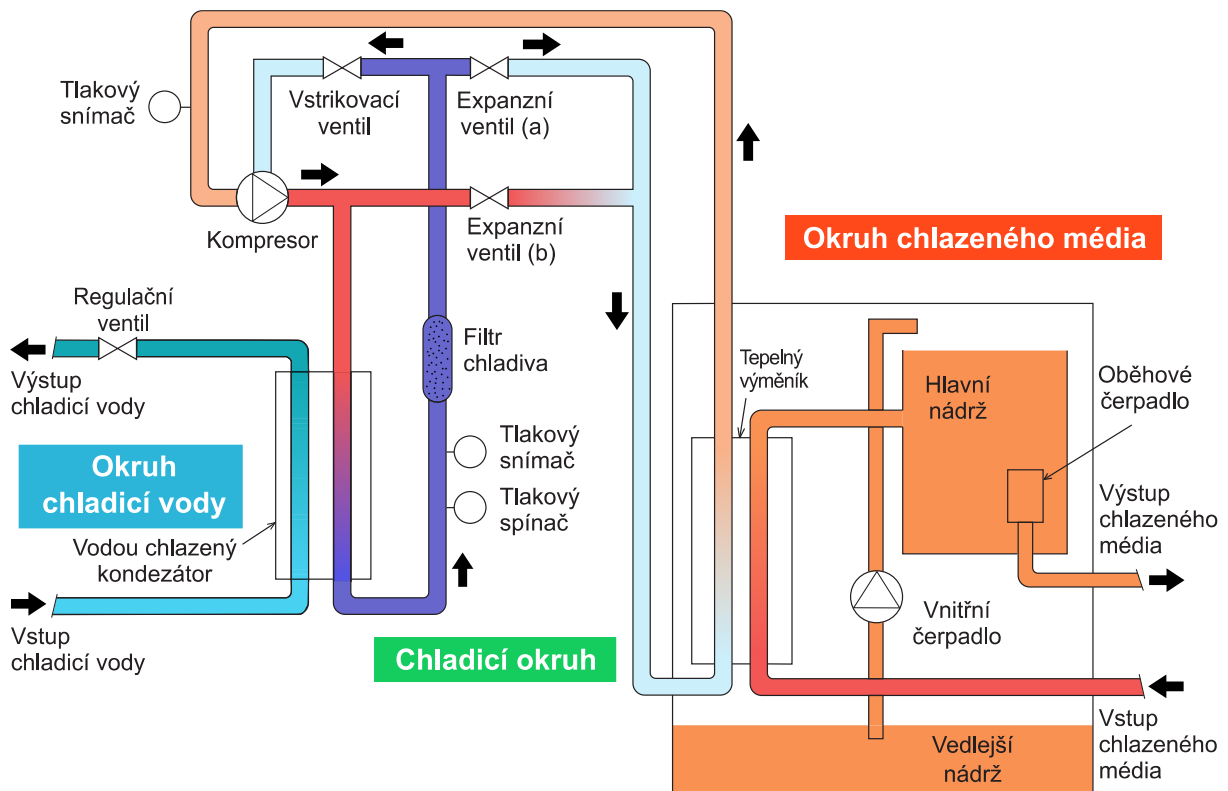 Tlakový
snímač
Vstrikovací
ventil
Expanzní
ventil (a)
Kompresor
Expanzní
ventil (b)
Okruh chlazeného média
Regulační
ventil
Filtr
chladiva
Tepelný
výměník
Hlavní
nádrž
Oběhové
čerpadlo
Výstup
chladicí vody
Okruh
chladicí vody
Tlakový
snímač
Tlakový
spínač
Výstup
chlazeného
média
Vodou chlazený
kondezátor
Vnitřní
čerpadlo
Vstup
chladicí vody
Chladicí okruh
Vstup
chlazeného
média
Vedlejší
nádrž